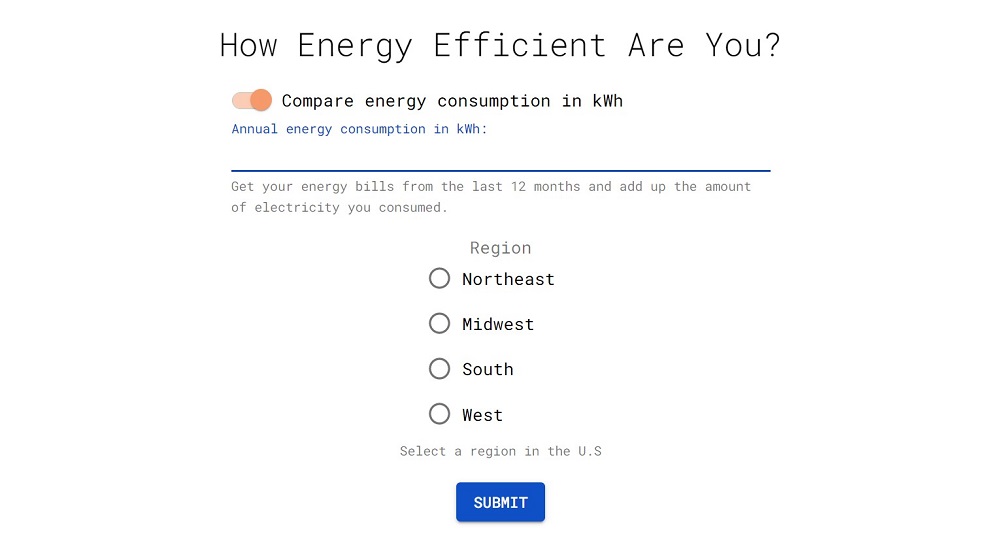 How Energy Efficient Are You?
Compare energy consumption in kWh
Annual energy consumption in kWh:
Get your energy bills from the last 12 months and add up the amount
of electricity you consumed.
Region
Northeast
Midwest
South
West
Select a region in the U.S
SUBMIT